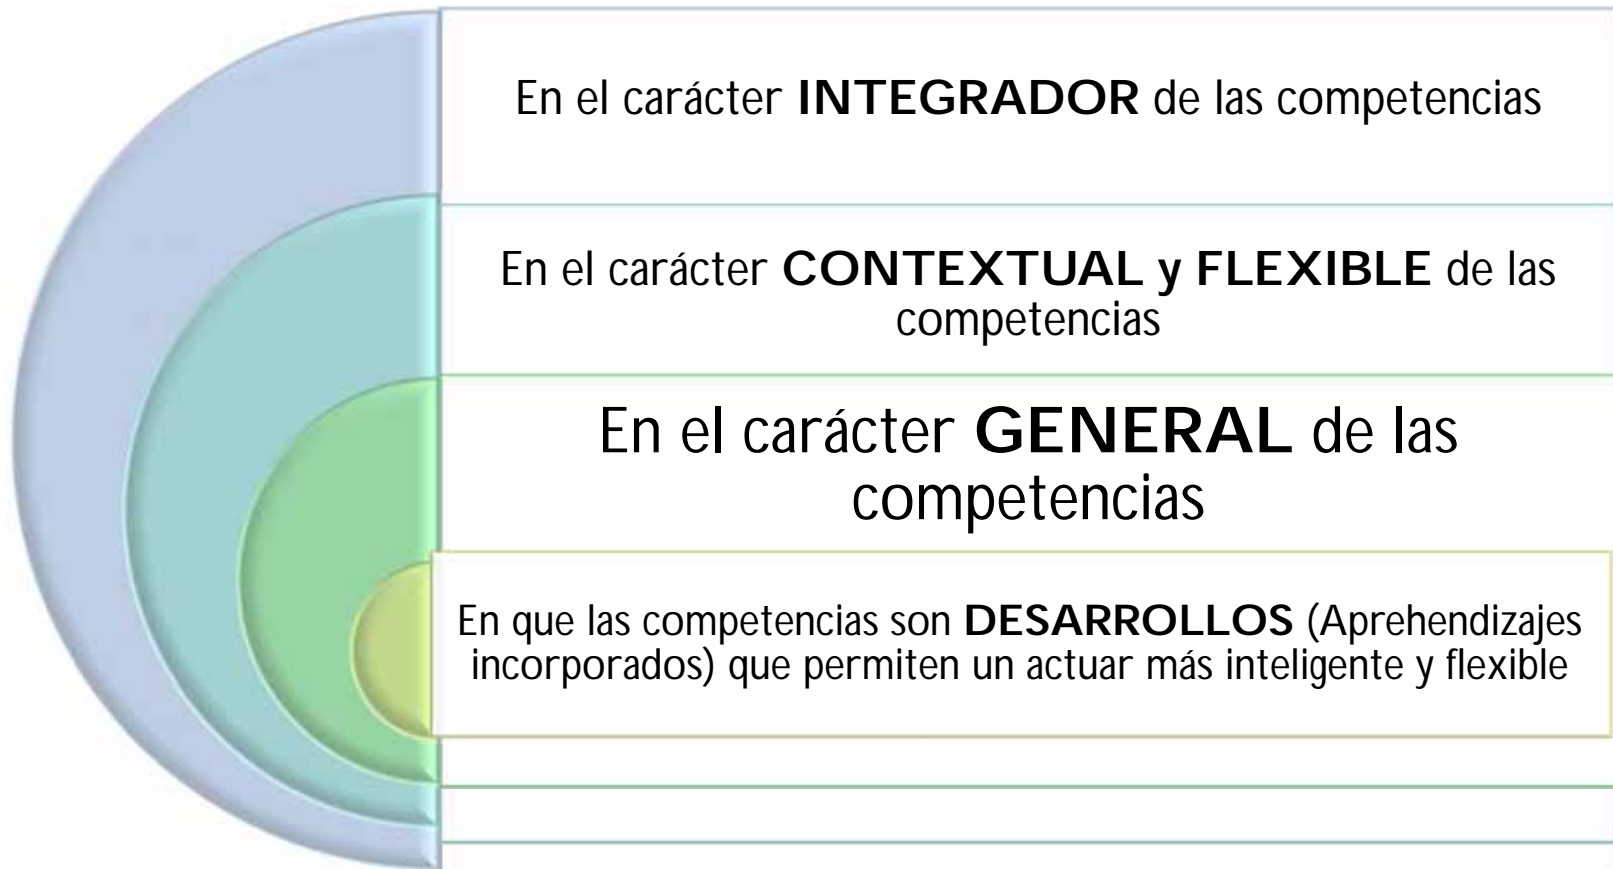 En el carácter INTEGRADOR de las competencias
En el carácter CONTEXTUAL y FLEXIBLE de las
competencias
En el carácter GENERAL de las
competencias
En que las competencias son DESARROLLOS (Aprehendizajes
incorporados) que permiten un actuar más inteligente y flexible